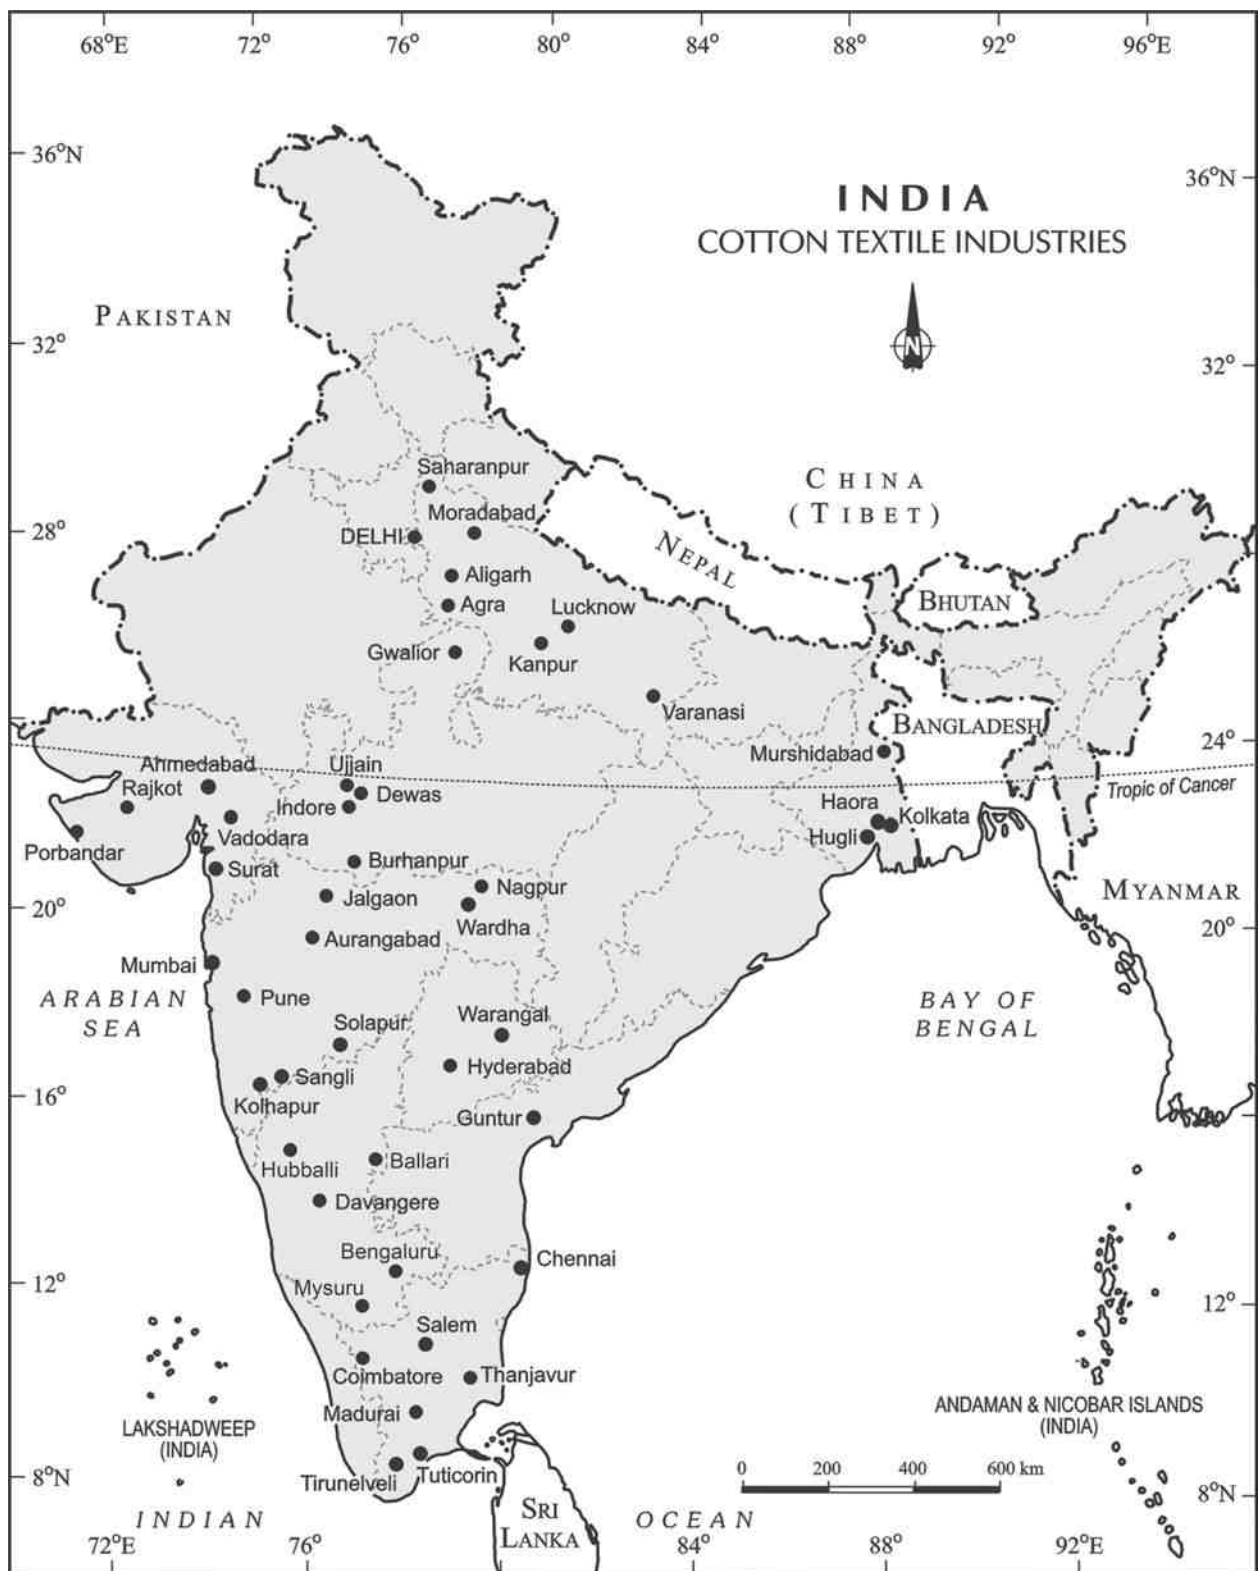 68°E 72° 76° 80° 84° 88° 92° 96°E
36°N
36°N
INDIA
COTTON TEXTILE INDUSTRIES
N
PAKISTAN
32°
32°
Saharanpur
CHINA
(TIBET)
Moradabad
28°
DELHI
NEPAL
28°
Aligarh
Agra
Lucknow
BHUTAN
Gwalior
Kanpur
Varanasi
BANGLADESH
Murshidabad
24°
Ahmedabad
Ujjain
Tropic of Cancer
Rajkot
Dewas
Indore
Haora
Kolkata
Vadodara
Hugli
Porbandar
Burhanpur
Surat
Nagpur
Jalgaon
MYANMAR
20°
Wardha
20°
Aurangabad
Mumbai
Pune
ARABIAN
SEA
BAY OF
BENGAL
Solapur
Warangal
Hyderabad
Sangli
16°
Kolhapur
Guntur
Ballari
Hubballi
Davangere
Bengaluru
Chennai
12°
Mysuru
12°
Salem
Coimbatore
Thanjavur
Madurai
ANDAMAN & NICOBAR ISLANDS
(INDIA)
LAKSHADWEEP
(INDIA)
8°N
Tuticorin
Tirunelveli
0 200 400 600 km
8°N
SRI
LANKA
INDIAN
OCEAN
72°E 76° 84° 88° 92°E